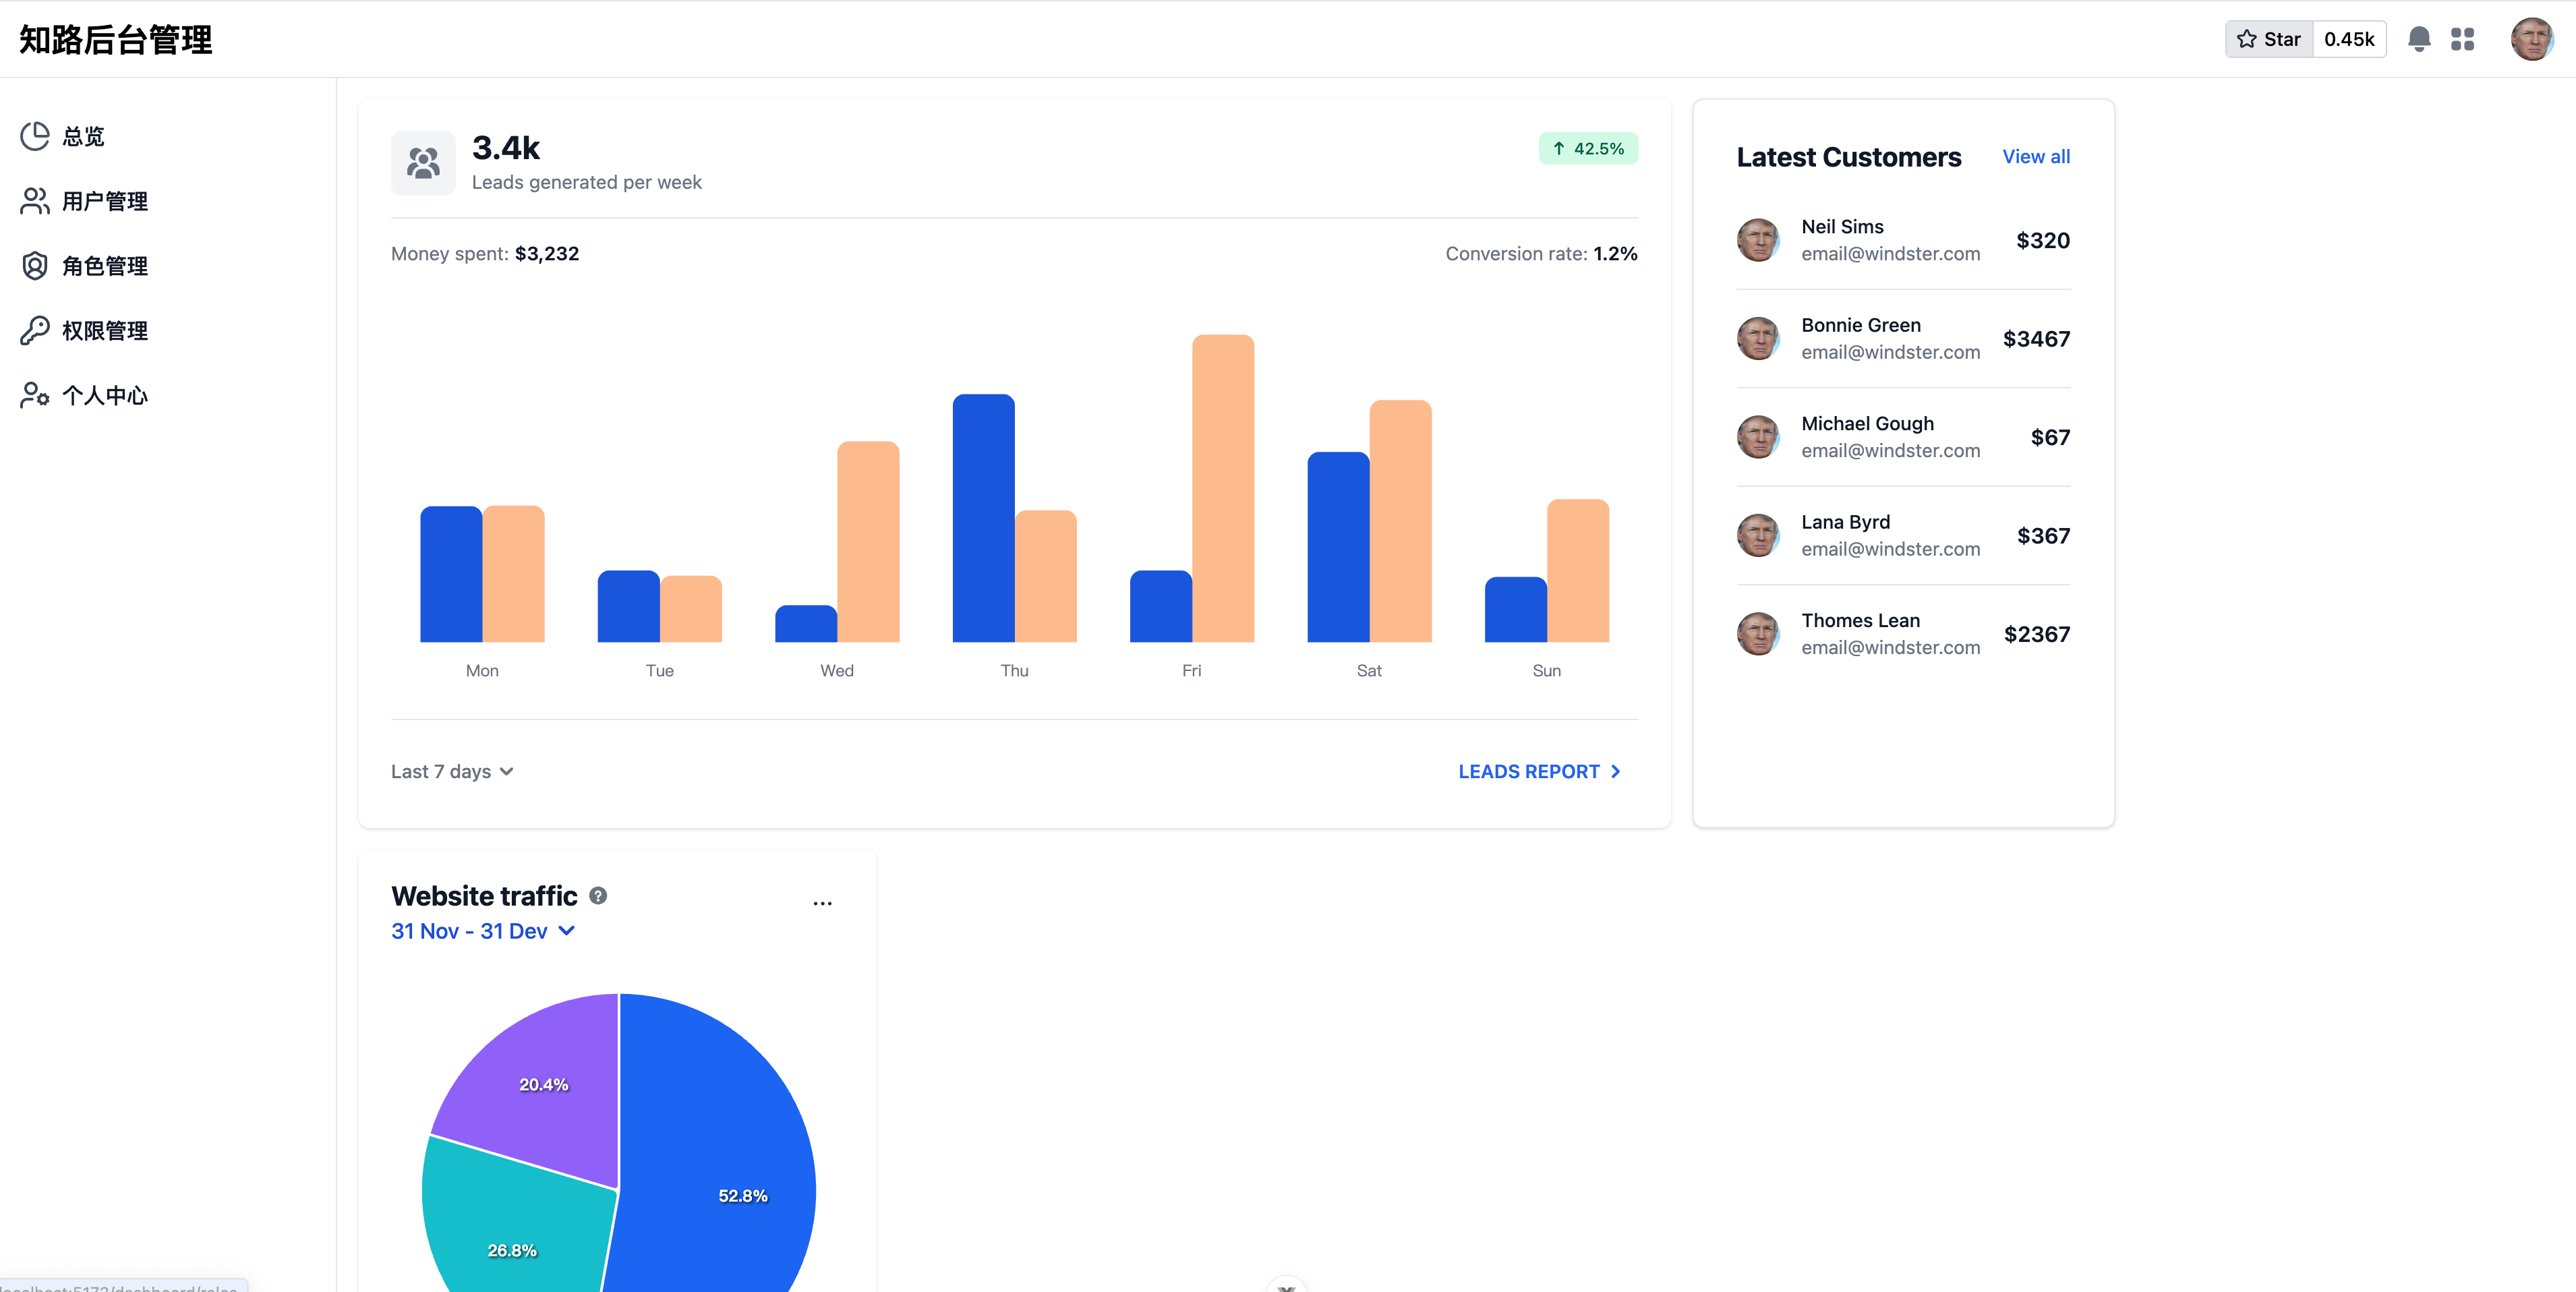 知路后台管理
Star 0.45k
总览
用户管理
角色管理
权限管理
个人中心
3.4k
Leads generated per week
42.5%
Money spent: $3,232
Conversion rate: 1.2%
Mon Tue Wed Thu Fri Sat Sun
Last 7 days
LEADS REPORT
Latest Customers
View all
Neil Sims
email@windster.com
$320
Bonnie Green
email@windster.com
$3467
Michael Gough
email@windster.com
$67
Lana Byrd
email@windster.com
$367
Thomes Lean
email@windster.com
$2367
Website traffic
...
31 Nov - 31 Dev
20.4%
52.8%
26.8%